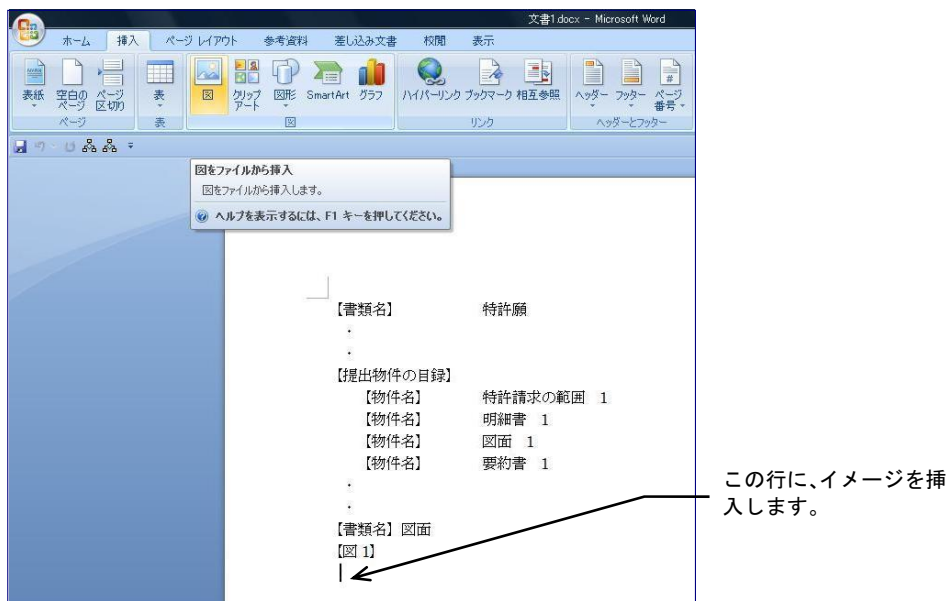 文書1.docx - Microsoft Word
ホーム 挿入 ページ レイアウト 参考資料 差し込み文書 校閲 表示
表紙 空白の ページ ページ 区切り 表 図 クリップ アート 図形 SmartArt グラフ ハイパーリンク ブックマーク 相互参照 ヘッダー フッター ページ 番号
ページ 表 図 リンク ヘッダーとフッター
図をファイルから挿入
図をファイルから挿入します。
ヘルプを表示するには、F1 キーを押してください。
【書類名】 特許願
・
・
【提出物件の目録】
【物件名】 特許請求の範囲 1
【物件名】 明細書 1
【物件名】 図面 1
【物件名】 要約書 1
・
・
【書類名】図面
【図 1】
この行に、イメージを挿
入します。